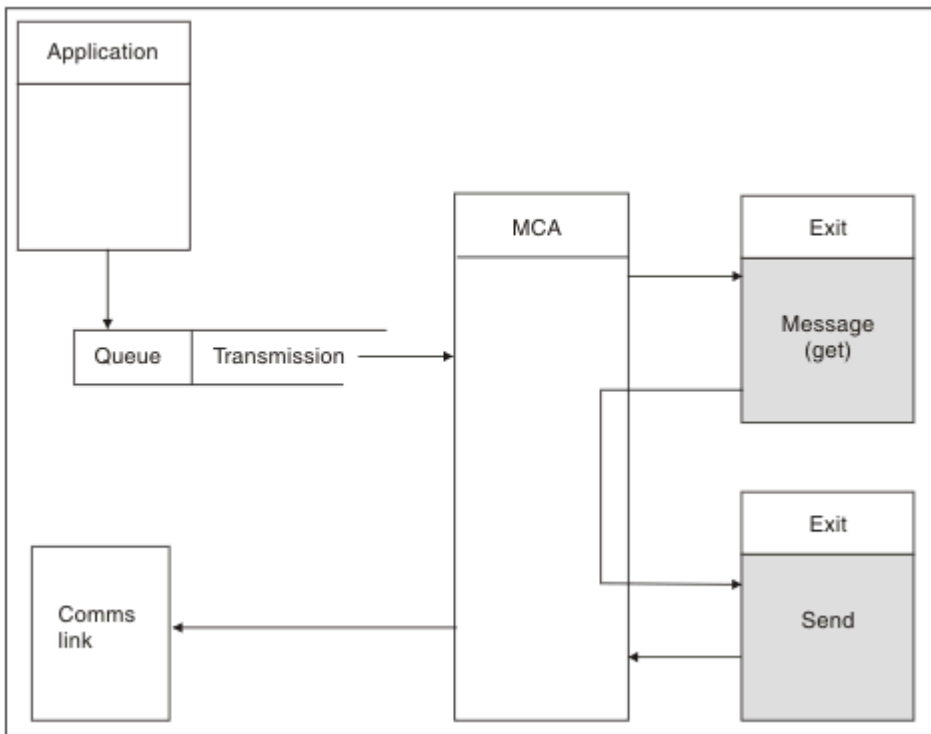 Application
MCA
Exit
Message
(get)
Queue
Transmission
Exit
Send
Comms
link